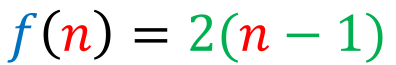 f(n) = 2(n − 1)